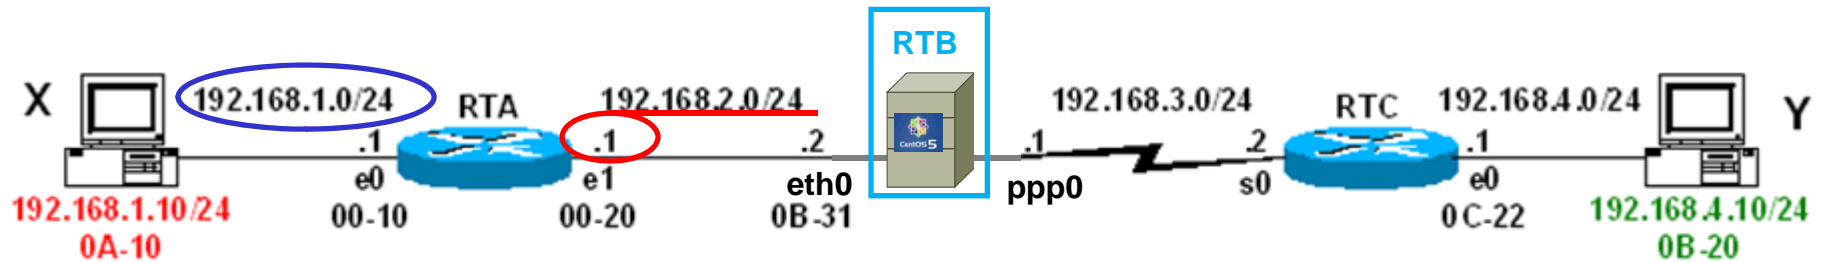 RTB
X
192.168.1.0/24
RTA
192.168.2.0/24
192.168.3.0/24
RTC
192.168.4.0/24
Y
.1
.1
.2
CentOS 5
.1
.2
.1
e0
e1
eth0
ppp0
s0
e0
192.168.1.10/24
00-10
00-20
0B-31
0C-22
192.168.4.10/24
0A-10
0B-20